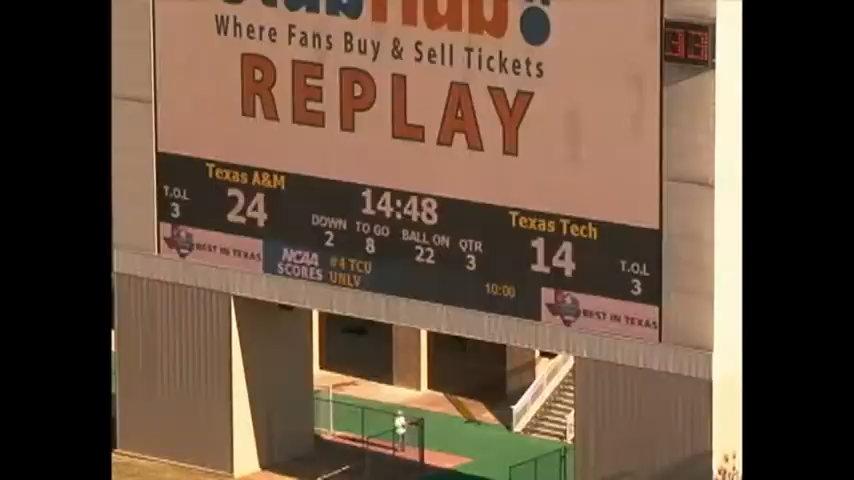 StubHub!
Where Fans Buy & Sell Tickets
REPLAY
Texas A&M
24
T.O.L
3
14:48
DOWN TO GO BALL ON QTR
2 8 22 3
Texas Tech
14
T.O.L
3
BEST IN TEXAS
NCAA SCORES
#4 TCU
UNLV
10:00
BEST IN TEXAS